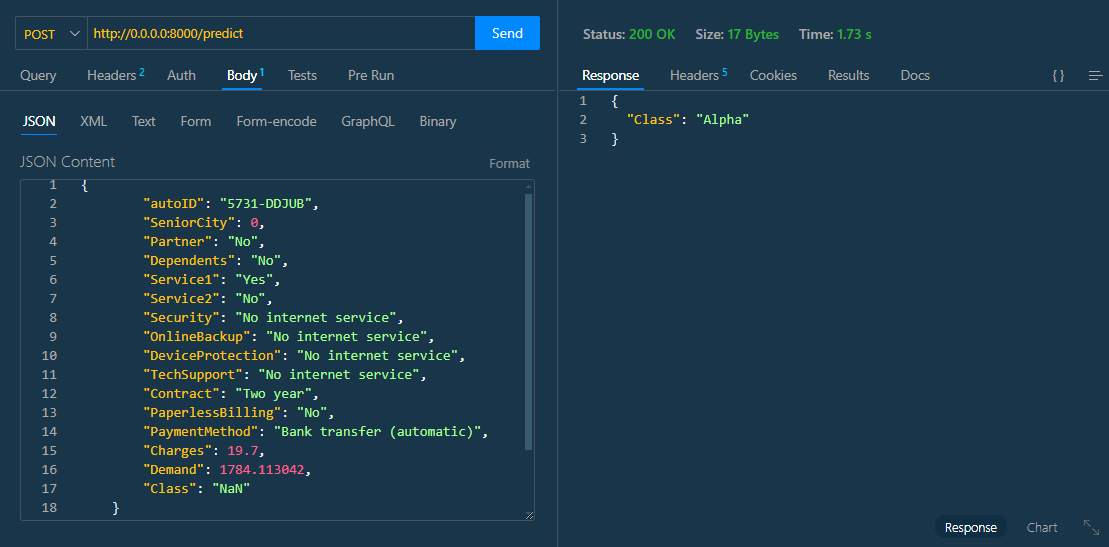 POST http://0.0.0.0:8000/predict Send
Query Headers 2 Auth Body 1 Tests Pre Run
JSON XML Text Form Form-encode GraphQL Binary
JSON Content Format
1 {
2 "autoID": "5731-DDJUB",
3 "SeniorCity": 0,
4 "Partner": "No",
5 "Dependents": "No",
6 "Service1": "Yes",
7 "Service2": "No",
8 "Security": "No internet service",
9 "OnlineBackup": "No internet service",
10 "DeviceProtection": "No internet service",
11 "TechSupport": "No internet service",
12 "Contract": "Two year",
13 "PaperlessBilling": "No",
14 "PaymentMethod": "Bank transfer (automatic)",
15 "Charges": 19.7,
16 "Demand": 1784.113042,
17 "Class": "NaN"
18 }
Status: 200 OK Size: 17 Bytes Time: 1.73 s
Response Headers 5 Cookies Results Docs { }
1 {
2 "Class": "Alpha"
3 }
Response Chart